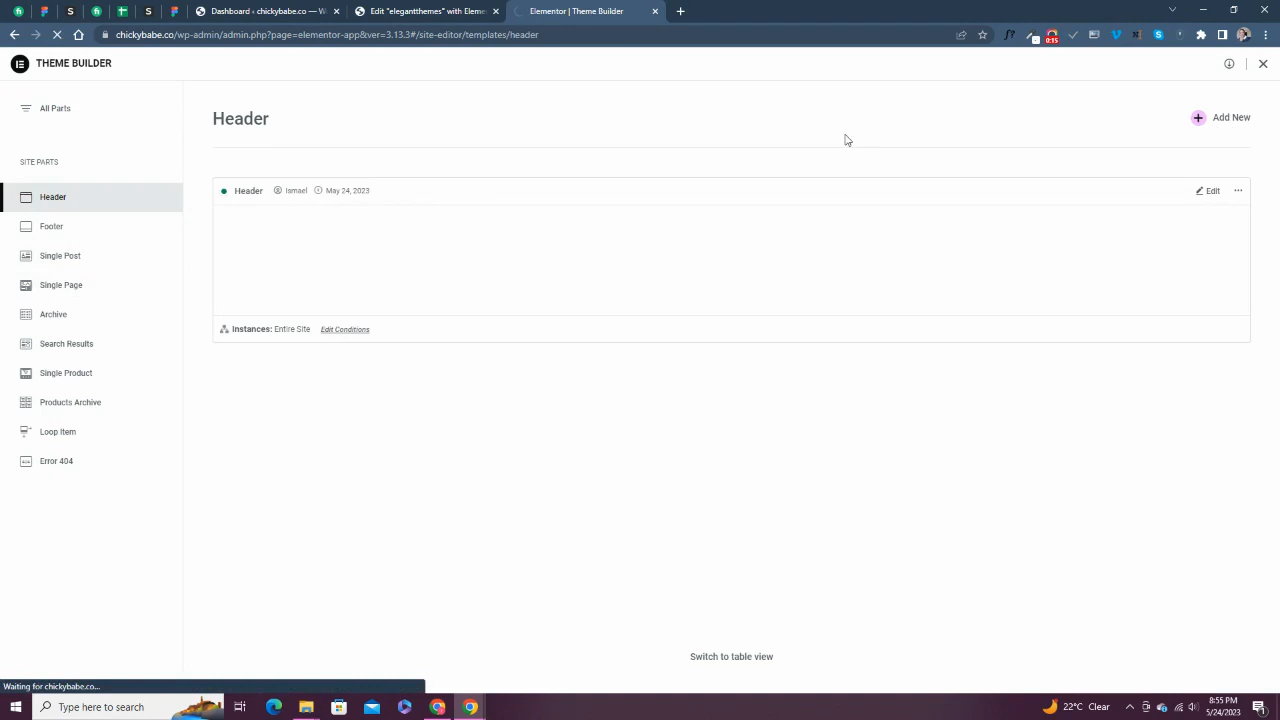 Dashboard ‹ chickybabe.co — W
Edit "elegantthemes" with Eleme
Elementor | Theme Builder
chickybabe.co/wp-admin/admin.php?page=elementor-app&ver=3.13.3#/site-editor/templates/header
0:15
THEME BUILDER
All Parts
SITE PARTS
Header
Footer
Single Post
Single Page
Archive
Search Results
Single Product
Products Archive
Loop Item
Error 404
Header
Add New
Header Ismael May 24, 2023
Edit
Instances: Entire Site Edit Conditions
Switch to table view
Waiting for chickybabe.co...
Type here to search
22°C Clear
8:55 PM
5/24/2023